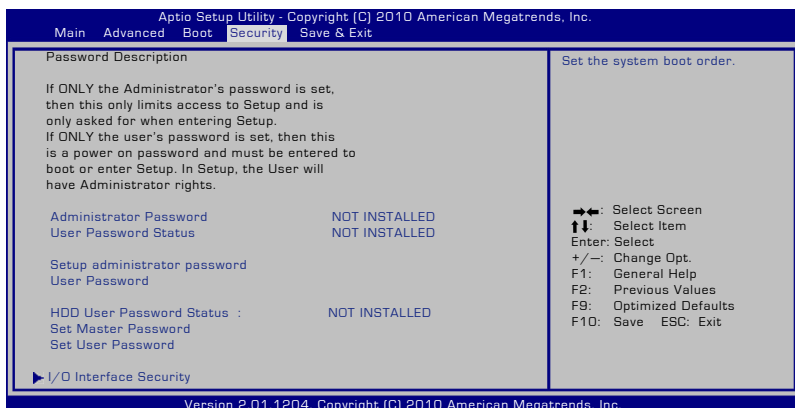 Aptio Setup Utility - Copyright (C) 2010 American Megatrends, Inc.
Main Advanced Boot Security Save & Exit
Password Description
If ONLY the Administrator's password is set,
then this only limits access to Setup and is
only asked for when entering Setup.
If ONLY the user's password is set, then this
is a power on password and must be entered to
boot or enter Setup. In Setup, the User will
have Administrator rights.
Administrator Password NOT INSTALLED
User Password Status NOT INSTALLED
Setup administrator password
User Password
HDD User Password Status : NOT INSTALLED
Set Master Password
Set User Password
I/O Interface Security
Set the system boot order.
→←: Select Screen
↑↓: Select Item
Enter: Select
+/—: Change Opt.
F1: General Help
F2: Previous Values
F9: Optimized Defaults
F10: Save ESC: Exit
Version 2.01.1204. Copyright (C) 2010 American Megatrends, Inc.